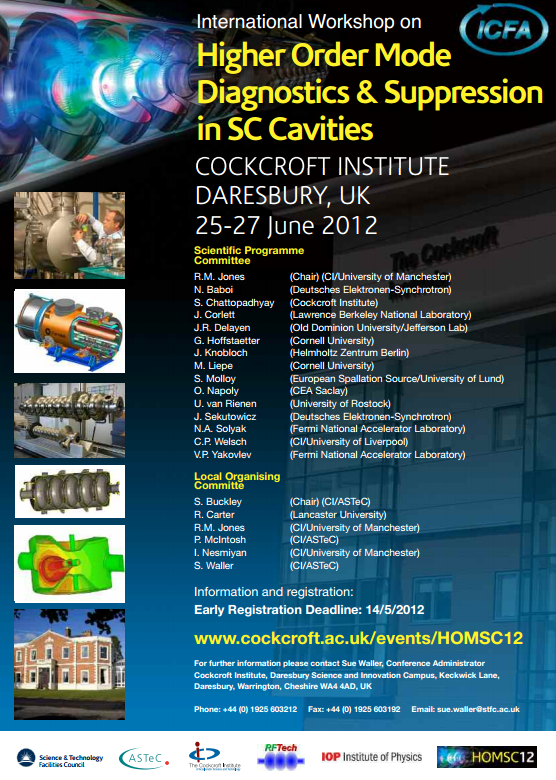 International Workshop on
ICFA
Higher Order Mode
Diagnostics & Suppression
in SC Cavities
COCKCROFT INSTITUTE
DARESBURY, UK
25-27 June 2012
The Cockcroft
Scientific Programme
Committee
R.M. Jones (Chair) (CI/University of Manchester)
N. Baboi (Deutsches Elektronen-Synchrotron)
S. Chattopadhyay (Cockcroft Institute)
J. Corlett (Lawrence Berkeley National Laboratory)
J.R. Delayen (Old Dominion University/Jefferson Lab)
G. Hoffstaetter (Cornell University)
J. Knobloch (Helmholtz Zentrum Berlin)
M. Liepe (Cornell University)
S. Molloy (European Spallation Source/University of Lund)
O. Napoly (CEA Saclay)
U. van Rienen (University of Rostock)
J. Sekutowicz (Deutsches Elektronen-Synchrotron)
N.A. Solyak (Fermi National Accelerator Laboratory)
C.P. Welsch (CI/University of Liverpool)
V.P. Yakovlev (Fermi National Accelerator Laboratory)
Local Organising
Committe
S. Buckley (Chair) (CI/ASTeC)
R. Carter (Lancaster University)
R.M. Jones (CI/University of Manchester)
P. McIntosh (CI/ASTeC)
I. Nesmiyan (CI/University of Manchester)
S. Waller (CI/ASTeC)
Information and registration:
Early Registration Deadline: 14/5/2012
www.cockcroft.ac.uk/events/HOMSC12
For further information please contact Sue Waller, Conference Administrator
Cockcroft Institute, Daresbury Science and Innovation Campus, Keckwick Lane,
Daresbury, Warrington, Cheshire WA4 4AD, UK
Phone: +44 (0) 1925 603212 Fax: +44 (0) 1925 603192 Email: sue.waller@stfc.ac.uk
Science & Technology
Facilities Council
ASTeC
The Cockcroft Institute
RFTech
IOP Institute of Physics
HOMSC12